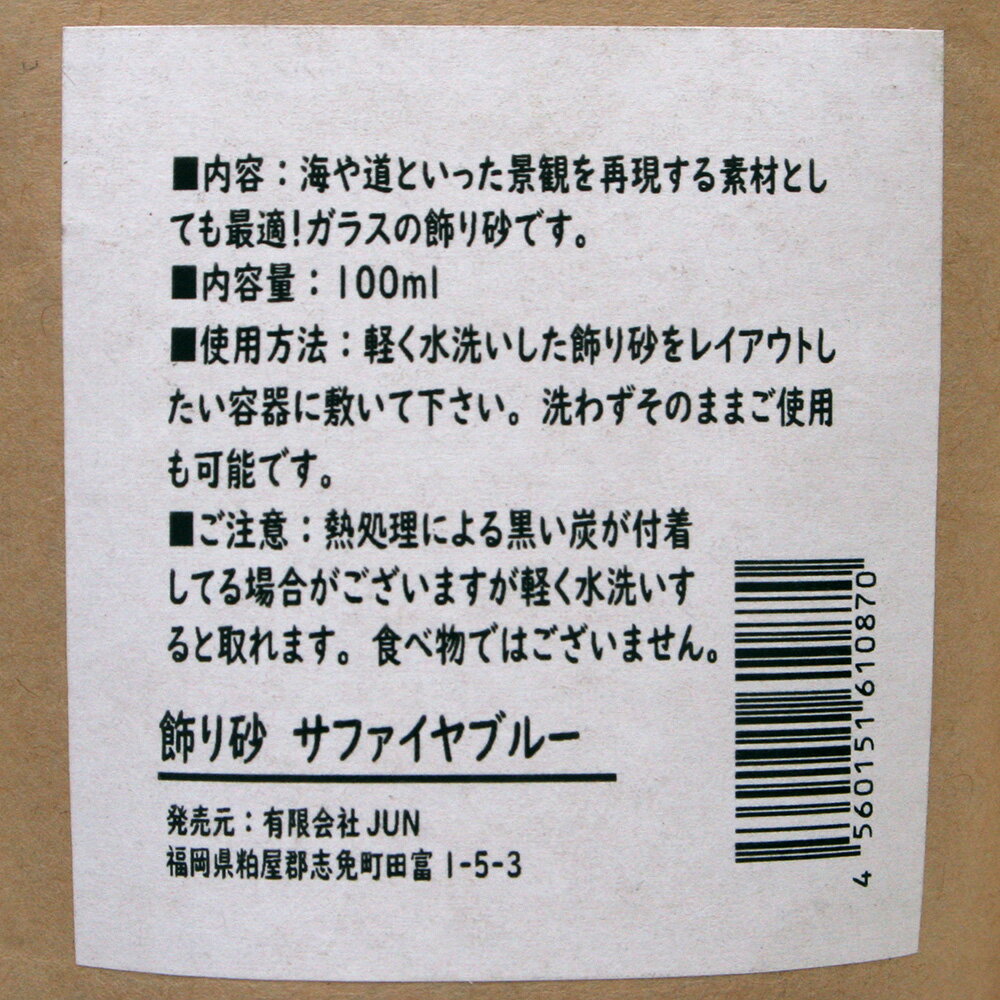 ■内容：海や道といった景観を再現する素材とし
ても最適！ガラスの飾り砂です。
■内容量：100ml
■使用方法：軽く水洗いした飾り砂をレイアウトし
たい容器に敷いて下さい。洗わずそのままご使用
も可能です。
■ご注意：熱処理による黒い炭が付着
してる場合がございますが軽く水洗いす
ると取れます。食べ物ではございません。
飾り砂 サファイヤブルー
発売元：有限会社JUN
福岡県粕屋郡志免町田富1-5-3
4560151610870